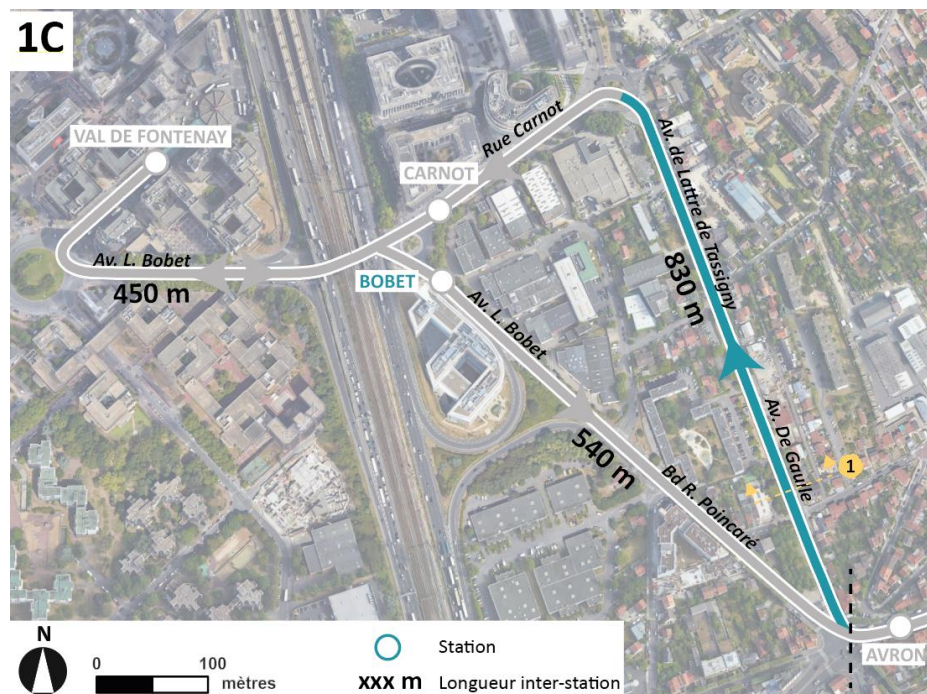 1C
VAL DE FONTENAY
Rue Carnot
CARNOT
Av. de Lattre de Tassigny
Av. L. Bobet
450 m
BOBET
830 m
Av. L. Bobet
540 m
Av. De Gaulle
1
Bd R. Poincaré
AVRON
N
0 100
mètres
Station
xxx m Longueur inter-station